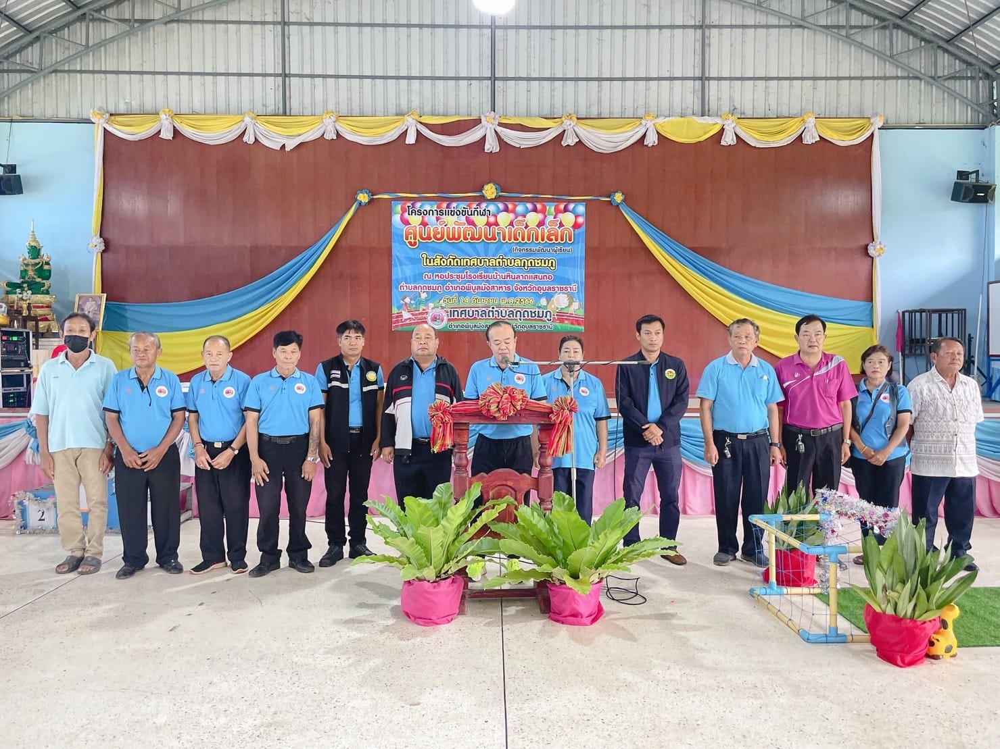 โครงการแข่งขันกีฬา
ศูนย์พัฒนาเด็กเล็ก
(กิจกรรมพัฒนาผู้เรียน)
ในสังกัดเทศบาลตำบลกุดชมภู
ณ หอประชุมโรงเรียนบ้านหินลาดแสนตอ
ตำบลกุดชมภู อำเภอพิบูลมังสาหาร จังหวัดอุบลราชธานี
วันที่ 14 กันยายน พ.ศ.2566
เทศบาลตำบลกุดชมภู
อำเภอพิบูลมังสา วัดอุบลราชธานี
2